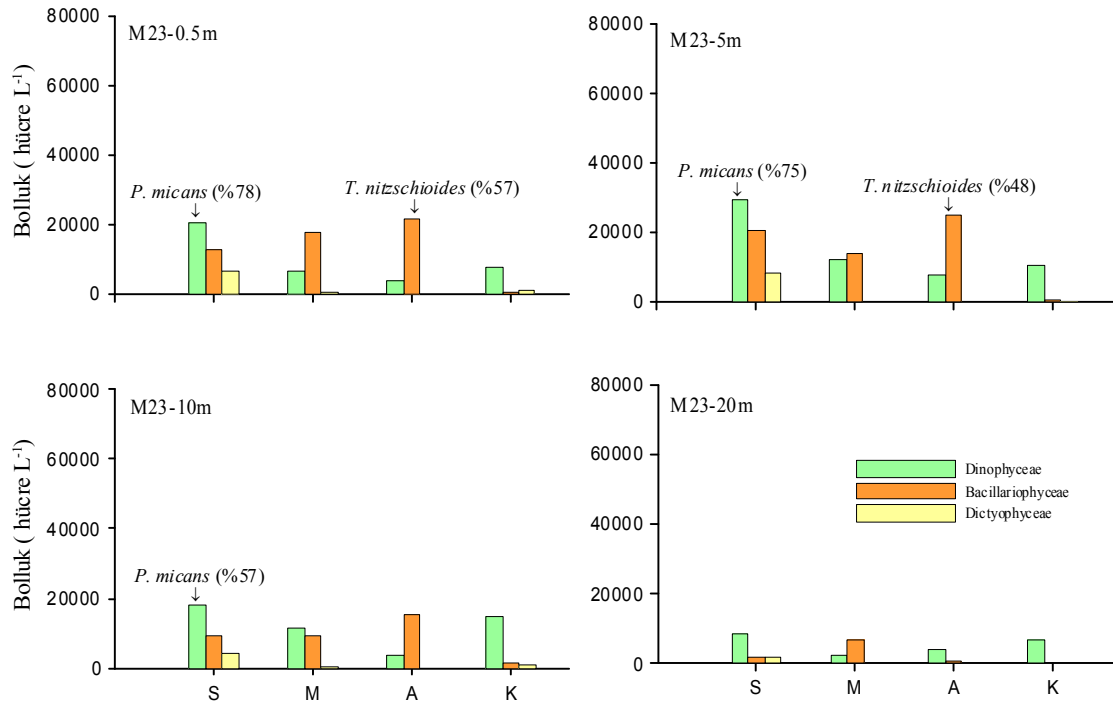 M23-0.5m
Bolluk ( hücre L⁻¹)
80000
60000
40000
20000
0
P. micans (%78)
T. nitzschioides (%57)
M23-5m
80000
60000
40000
20000
0
P. micans (%75)
T. nitzschioides (%48)
M23-10m
Bolluk ( hücre L⁻¹)
80000
60000
40000
20000
0
P. micans (%57)
S M A K
M23-20m
80000
60000
40000
20000
0
Dinophyceae
Bacillariophyceae
Dictyophyceae
S M A K